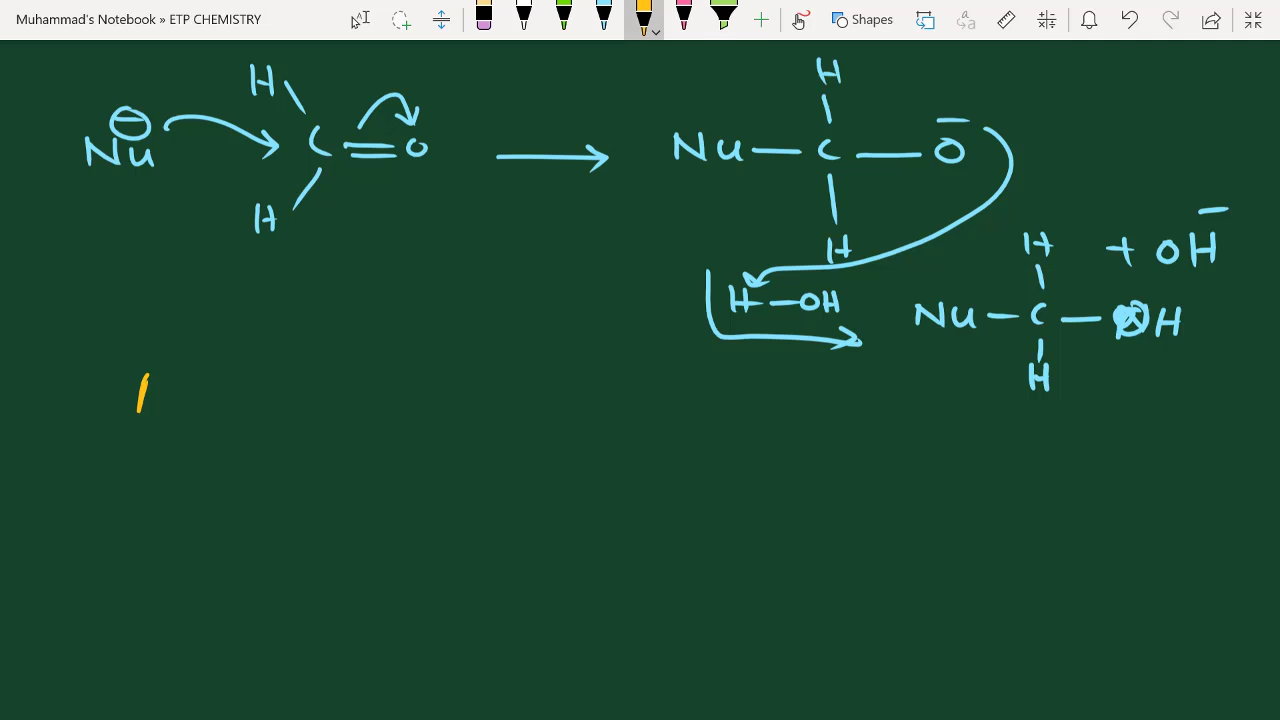 Muhammad's Notebook » ETP CHEMISTRY
Shapes
H
H
Nu⊖ C=O → Nu—C—O⁻
H
H
H + OH⁻
H—OH
Nu—C—OH
H